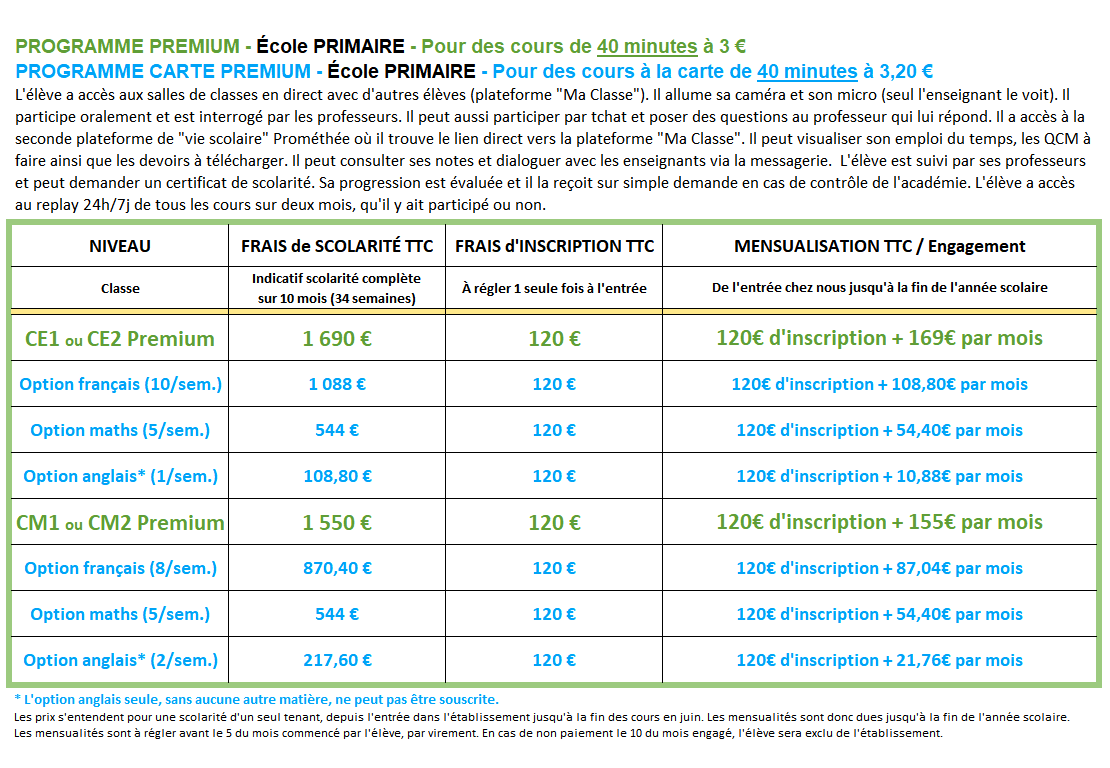 PROGRAMME PREMIUM - École PRIMAIRE - Pour des cours de 40 minutes à 3 €
PROGRAMME CARTE PREMIUM - École PRIMAIRE - Pour des cours à la carte de 40 minutes à 3,20 €
L'élève a accès aux salles de classes en direct avec d'autres élèves (plateforme "Ma Classe"). Il allume sa caméra et son micro (seul l'enseignant le voit). Il
participe oralement et est interrogé par les professeurs. Il peut aussi participer par tchat et poser des questions au professeur qui lui répond. Il a accès à la
seconde plateforme de "vie scolaire" Prométhée où il trouve le lien direct vers la plateforme "Ma Classe". Il peut visualiser son emploi du temps, les QCM à
faire ainsi que les devoirs à télécharger. Il peut consulter ses notes et dialoguer avec les enseignants via la messagerie.  L'élève est suivi par ses professeurs
et peut demander un certificat de scolarité. Sa progression est évaluée et il la reçoit sur simple demande en cas de contrôle de l'académie. L'élève a accès
au replay 24h/7j de tous les cours sur deux mois, qu'il y ait participé ou non.
NIVEAU FRAIS de SCOLARITÉ TTC FRAIS d'INSCRIPTION TTC MENSUALISATION TTC / Engagement
Classe Indicatif scolarité complète sur 10 mois (34 semaines) À régler 1 seule fois à l'entrée De l'entrée chez nous jusqu'à la fin de l'année scolaire
CE1 ou CE2 Premium 1 690 € 120 € 120€ d'inscription + 169€ par mois
Option français (10/sem.) 1 088 € 120 € 120€ d'inscription + 108,80€ par mois
Option maths (5/sem.) 544 € 120 € 120€ d'inscription + 54,40€ par mois
Option anglais* (1/sem.) 108,80 € 120 € 120€ d'inscription + 10,88€ par mois
CM1 ou CM2 Premium 1 550 € 120 € 120€ d'inscription + 155€ par mois
Option français (8/sem.) 870,40 € 120 € 120€ d'inscription + 87,04€ par mois
Option maths (5/sem.) 544 € 120 € 120€ d'inscription + 54,40€ par mois
Option anglais* (2/sem.) 217,60 € 120 € 120€ d'inscription + 21,76€ par mois
* L'option anglais seule, sans aucune autre matière, ne peut pas être souscrite.
Les prix s'entendent pour une scolarité d'un seul tenant, depuis l'entrée dans l'établissement jusqu'à la fin des cours en juin. Les mensualités sont donc dues jusqu'à la fin de l'année scolaire.
Les mensualités sont à régler avant le 5 du mois commencé par l'élève, par virement. En cas de non paiement le 10 du mois engagé, l'élève sera exclu de l'établissement.